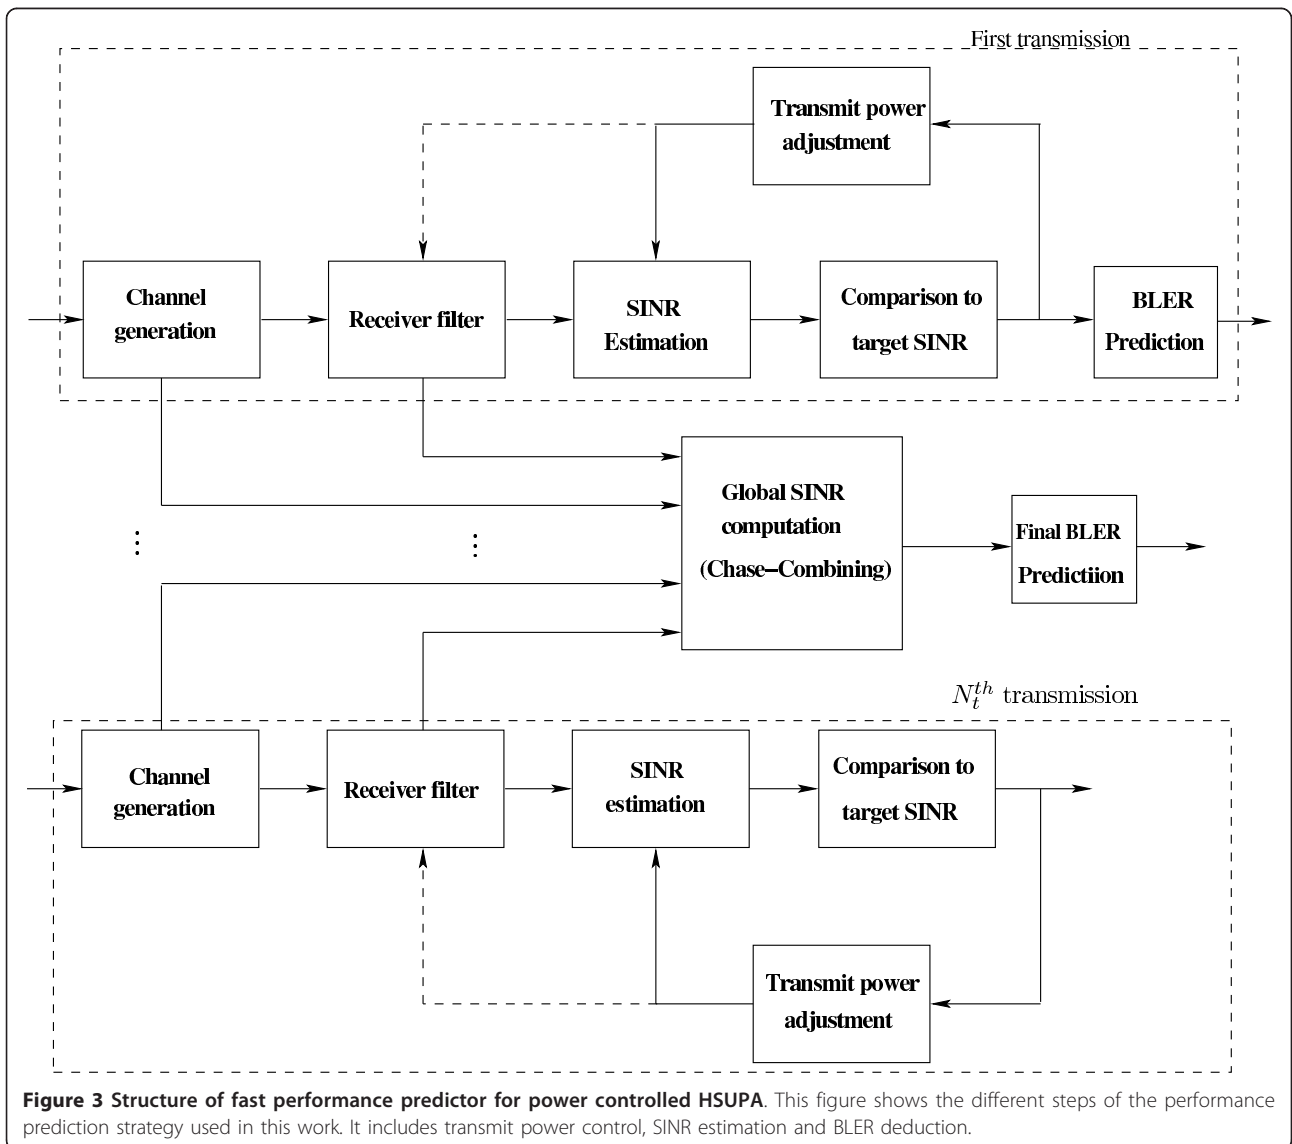 First transmission
Transmit power
adjustment
Channel
generation
Receiver filter
SINR
Estimation
Comparison to
target SINR
BLER
Prediction
Global SINR
computation
(Chase-Combining)
Final BLER
Predictiion
N_t^{th} transmission
Channel
generation
Receiver filter
SINR
estimation
Comparison to
target SINR
Transmit power
adjustment
Figure 3 Structure of fast performance predictor for power controlled HSUPA. This figure shows the different steps of the performance
prediction strategy used in this work. It includes transmit power control, SINR estimation and BLER deduction.